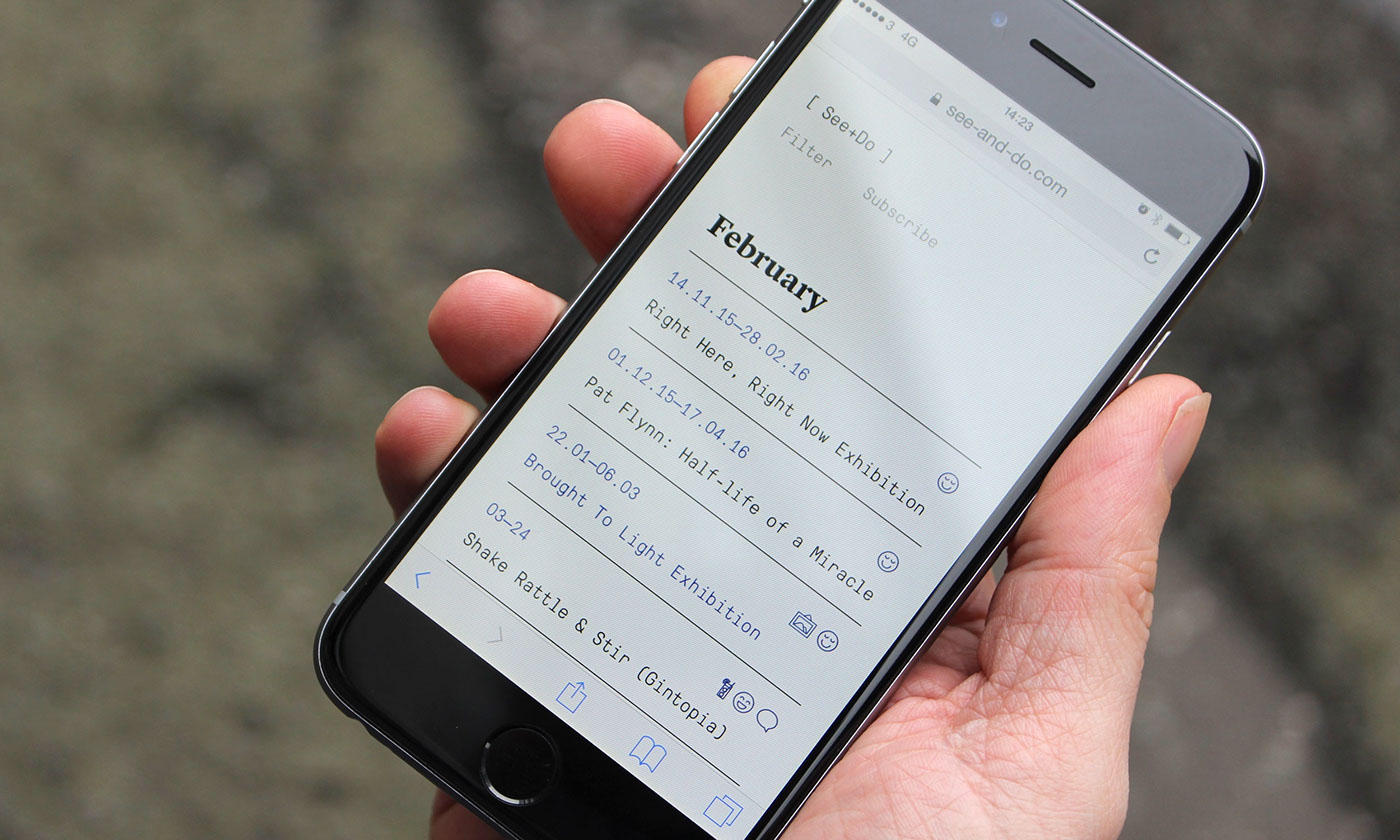 3 4G
14:23
see-and-do.com
[ See+Do ]
Filter Subscribe
February
14.11.15–28.02.16
Right Here, Right Now Exhibition
01.12.15–17.04.16
Pat Flynn: Half-life of a Miracle
22.01–06.03
Brought To Light Exhibition
03–24
Shake Rattle & Stir (Gintopia)